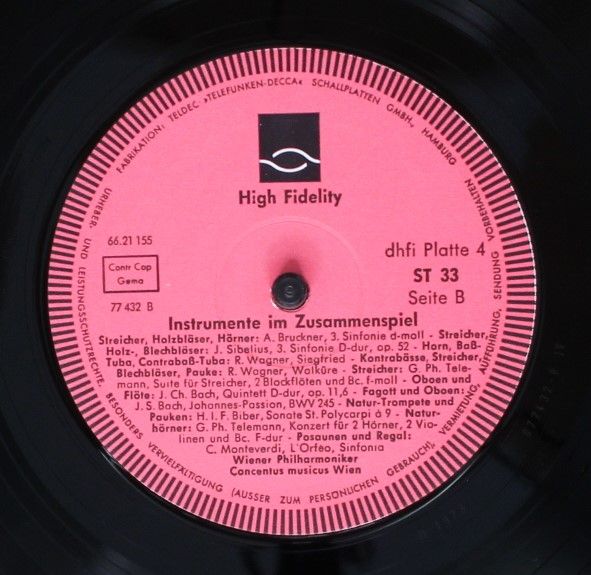 FABRIKATION: TELDEC »TELEFUNKEN-DECCA« SCHALLPLATTEN GMBH., HAMBURG
URHEBER- UND LEISTUNGSSCHUTZRECHTE, BESONDERS VERVIELFÄLTIGUNG (AUSSER ZUM PERSÖNLICHEN GEBRAUCH), VERMIETUNG, AUFFÜHRUNG, SENDUNG VORBEHALTEN
High Fidelity
66.21 155
Contr Cop
Gema
77 432 B
dhfi Platte 4
ST 33
Seite B
Instrumente im Zusammenspiel
Streicher, Holzbläser, Hörner: A. Bruckner, 3. Sinfonie d-moll - Streicher,
Holz-, Blechbläser: J. Sibelius, 3. Sinfonie D-dur, op. 52 - Horn, Baß-
Tuba, Contrabaß-Tuba: R. Wagner, Siegfried - Kontrabässe, Streicher,
Blechbläser, Pauke: R. Wagner, Walküre - Streicher: G. Ph. Tele-
mann, Suite für Streicher, 2 Blockflöten und Bc. f-moll - Oboen und
Flöte: J. Ch. Bach, Quintett D-dur, op. 11,6 - Fagott und Oboen:
J. S. Bach, Johannes-Passion, BWV 245 - Natur-Trompete und
Pauken: H. I. F. Biber, Sonate St. Polycarpi à 9 - Natur-
hörner: G. Ph. Telemann, Konzert für 2 Hörner, 2 Vio-
linen und Bc. F-dur - Posaunen und Regal:
C. Monteverdi, L'Orfeo, Sinfonia
Wiener Philharmoniker
Concentus musicus Wien